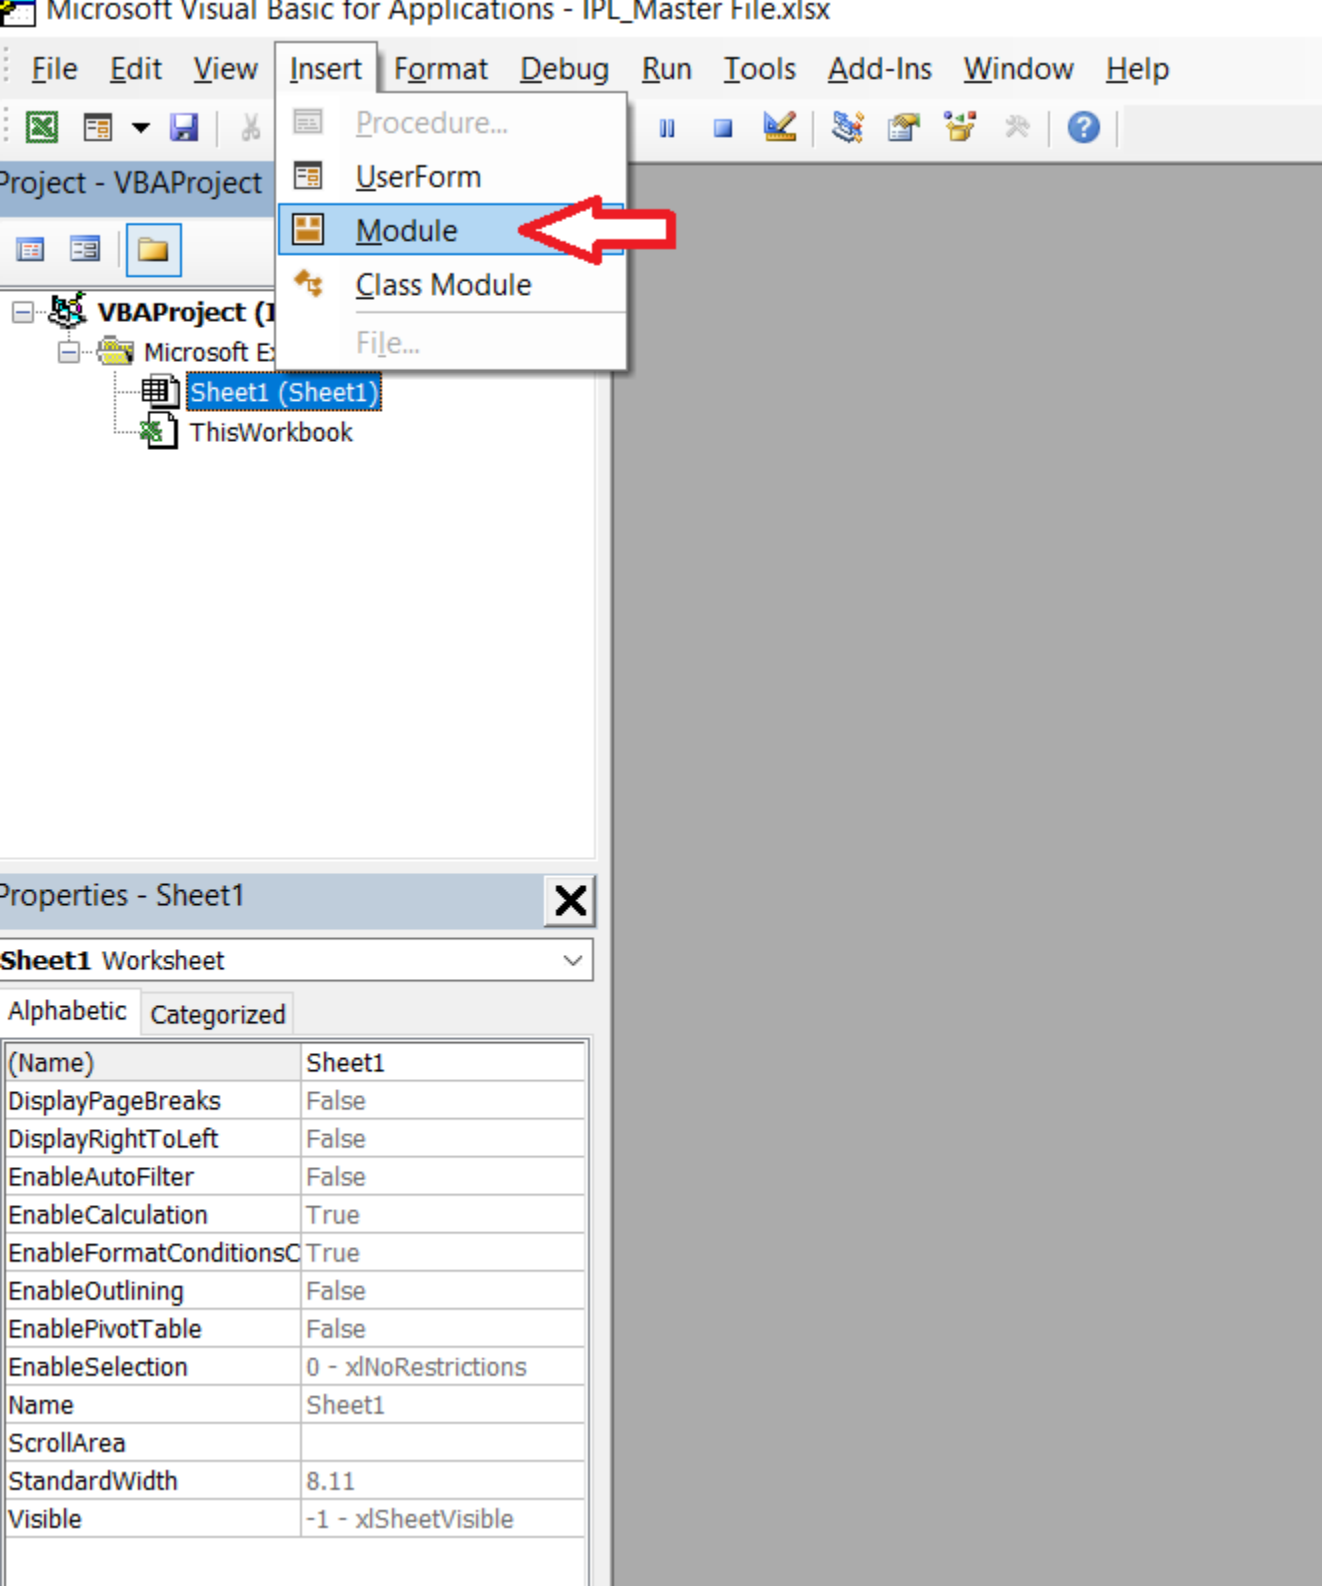 Microsoft Visual Basic for Applications - IPL_Master File.xlsx
File Edit View Insert Format Debug Run Tools Add-Ins Window Help
Procedure...
UserForm
Module
Class Module
File...
Project - VBAProject
VBAProject (I
Microsoft Ex
Sheet1 (Sheet1)
ThisWorkbook
Properties - Sheet1
Sheet1 Worksheet
Alphabetic Categorized
(Name) Sheet1
DisplayPageBreaks False
DisplayRightToLeft False
EnableAutoFilter False
EnableCalculation True
EnableFormatConditionsC True
EnableOutlining False
EnablePivotTable False
EnableSelection 0 - xlNoRestrictions
Name Sheet1
ScrollArea
StandardWidth 8.11
Visible -1 - xlSheetVisible